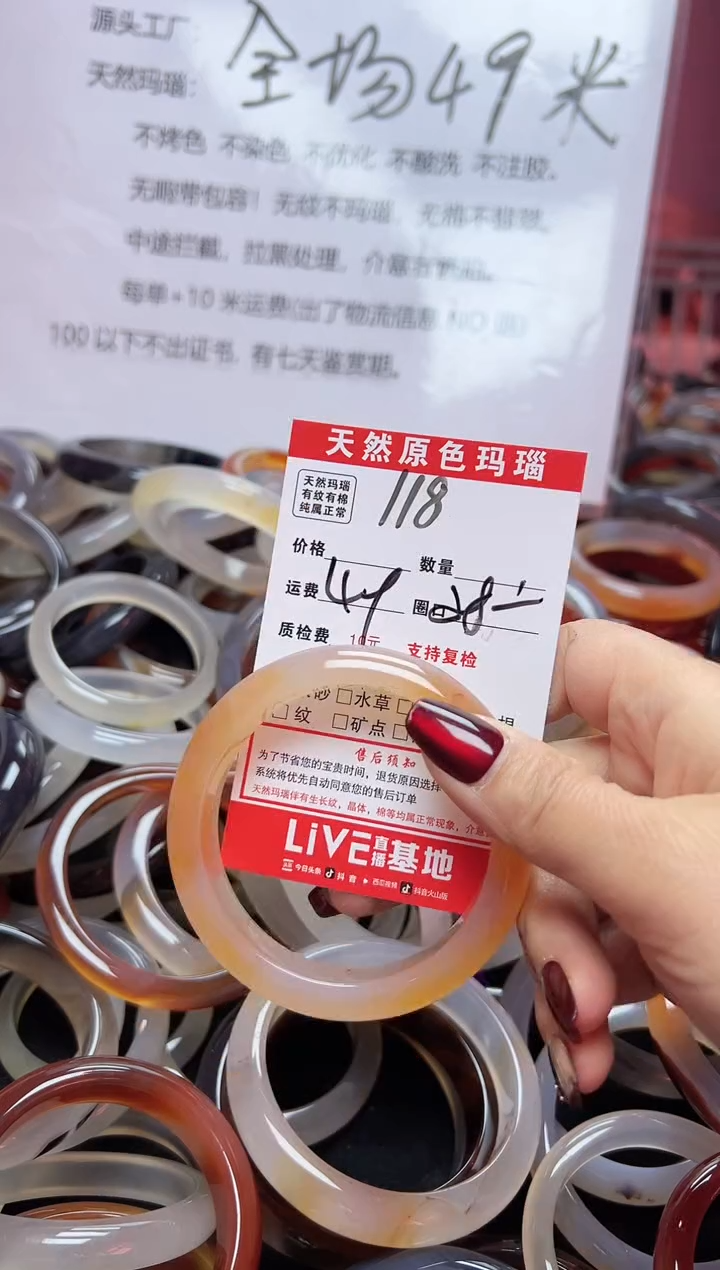 源头工厂:
全场49米
天然玛瑙:
不烤色 不染色 不优化 不酸洗 不注胶。
无暇带包容! 无纹不玛瑙, 无棉不翡翠。
中途拦截, 拉黑处理, 介意
每单+10米运费(出了物流信息 NO 退)
100以下不出证书, 有七天鉴赏期。
天然原色玛瑙
天然玛瑙
有纹有棉
纯属正常
118
价格
数量
运费 49
圈口
质检费 10元 支持复检
砂 □水草 □
□ 纹 □矿点 □
售后须知
为了节省您的宝贵时间, 退货原因选择
系统将优先自动同意您的售后订单
天然玛瑙伴有生长纹, 晶体, 棉等均属正常现象, 介意
LiVE直播基地
今日头条 抖音 西瓜视频 抖音火山版